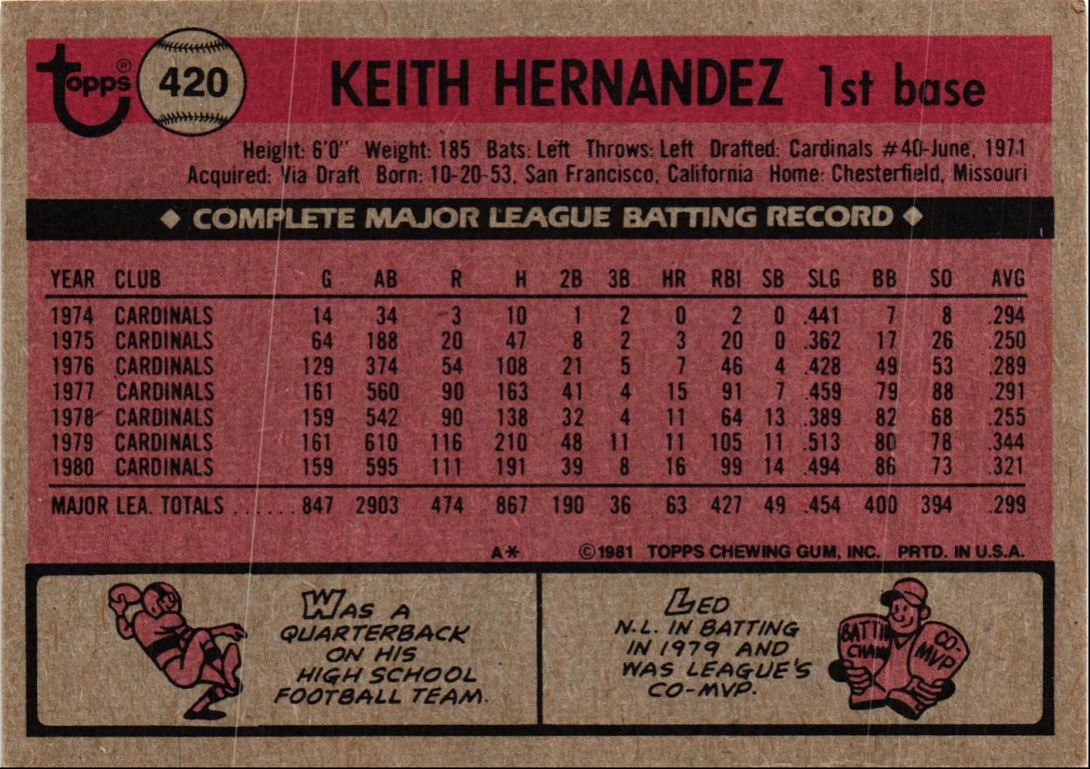 Topps® 420 KEITH HERNANDEZ 1st base
Height: 6'0" Weight: 185 Bats: Left Throws: Left Drafted: Cardinals #40-June, 1971
Acquired: Via Draft Born: 10-20-53, San Francisco, California Home: Chesterfield, Missouri
◆ COMPLETE MAJOR LEAGUE BATTING RECORD ◆
YEAR CLUB G AB R H 2B 3B HR RBI SB SLG BB SO AVG
1974 CARDINALS 14 34 3 10 1 2 0 2 0 .441 7 8 .294
1975 CARDINALS 64 188 20 47 8 2 3 20 0 .362 17 26 .250
1976 CARDINALS 129 374 54 108 21 5 7 46 4 .428 49 53 .289
1977 CARDINALS 161 560 90 163 41 4 15 91 7 .459 79 88 .291
1978 CARDINALS 159 542 90 138 32 4 11 64 13 .389 82 68 .255
1979 CARDINALS 161 610 116 210 48 11 11 105 11 .513 80 78 .344
1980 CARDINALS 159 595 111 191 39 8 16 99 14 .494 86 73 .321
MAJOR LEA. TOTALS ...... 847 2903 474 867 190 36 63 427 49 .454 400 394 .299
A* ©1981 TOPPS CHEWING GUM, INC. PRTD. IN U.S.A.
WAS A
QUARTERBACK
ON HIS
HIGH SCHOOL
FOOTBALL TEAM.
LED
N.L. IN BATTING
IN 1979 AND
WAS LEAGUE'S
CO-MVP.
BATTIN
CHAM
CO-
MVP